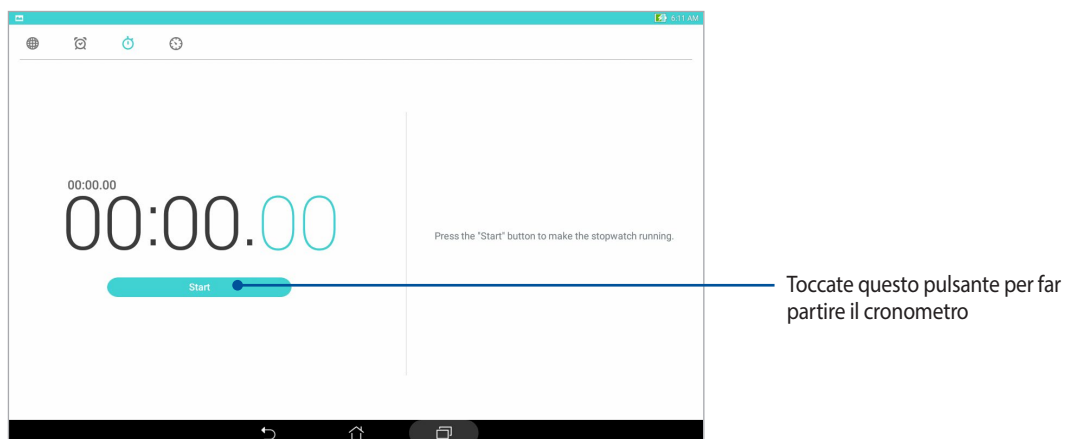 6:11 AM
00:00.00
00:00.00
Start
Press the "Start" button to make the stopwatch running.
Toccate questo pulsante per far
partire il cronometro